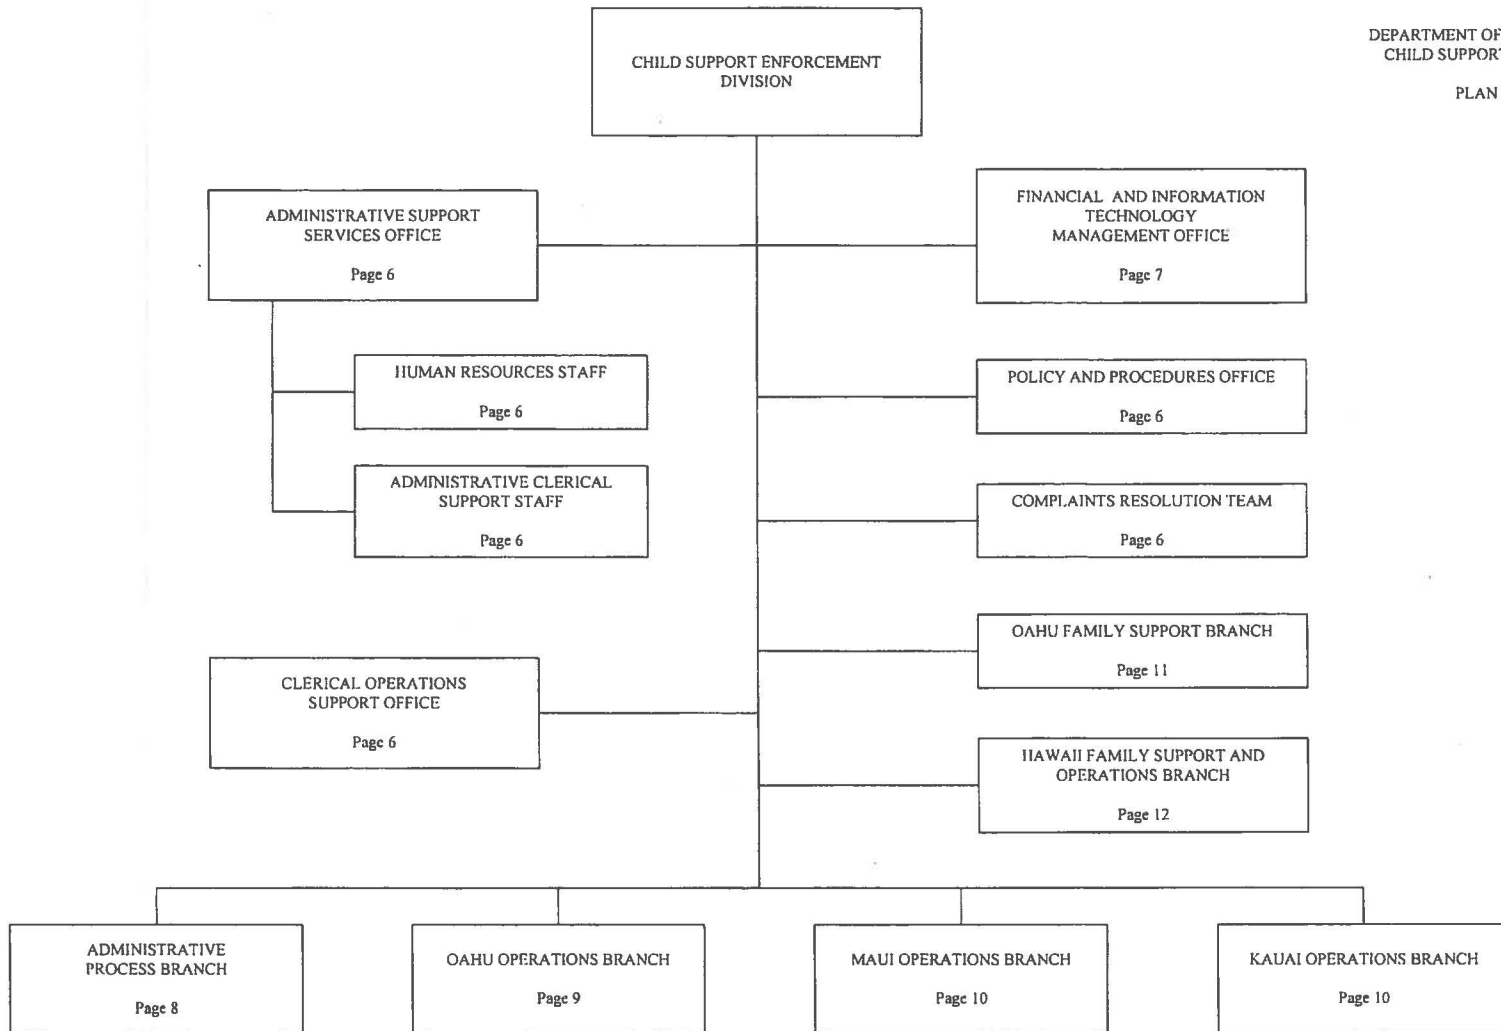 DEPARTMENT OF
CHILD SUPPORT
PLAN
CHILD SUPPORT ENFORCEMENT
DIVISION
ADMINISTRATIVE SUPPORT
SERVICES OFFICE
Page 6
FINANCIAL AND INFORMATION
TECHNOLOGY
MANAGEMENT OFFICE
Page 7
HUMAN RESOURCES STAFF
Page 6
POLICY AND PROCEDURES OFFICE
Page 6
ADMINISTRATIVE CLERICAL
SUPPORT STAFF
Page 6
COMPLAINTS RESOLUTION TEAM
Page 6
OAHU FAMILY SUPPORT BRANCH
Page 11
CLERICAL OPERATIONS
SUPPORT OFFICE
Page 6
HAWAII FAMILY SUPPORT AND
OPERATIONS BRANCH
Page 12
ADMINISTRATIVE
PROCESS BRANCH
Page 8
OAHU OPERATIONS BRANCH
Page 9
MAUI OPERATIONS BRANCH
Page 10
KAUAI OPERATIONS BRANCH
Page 10